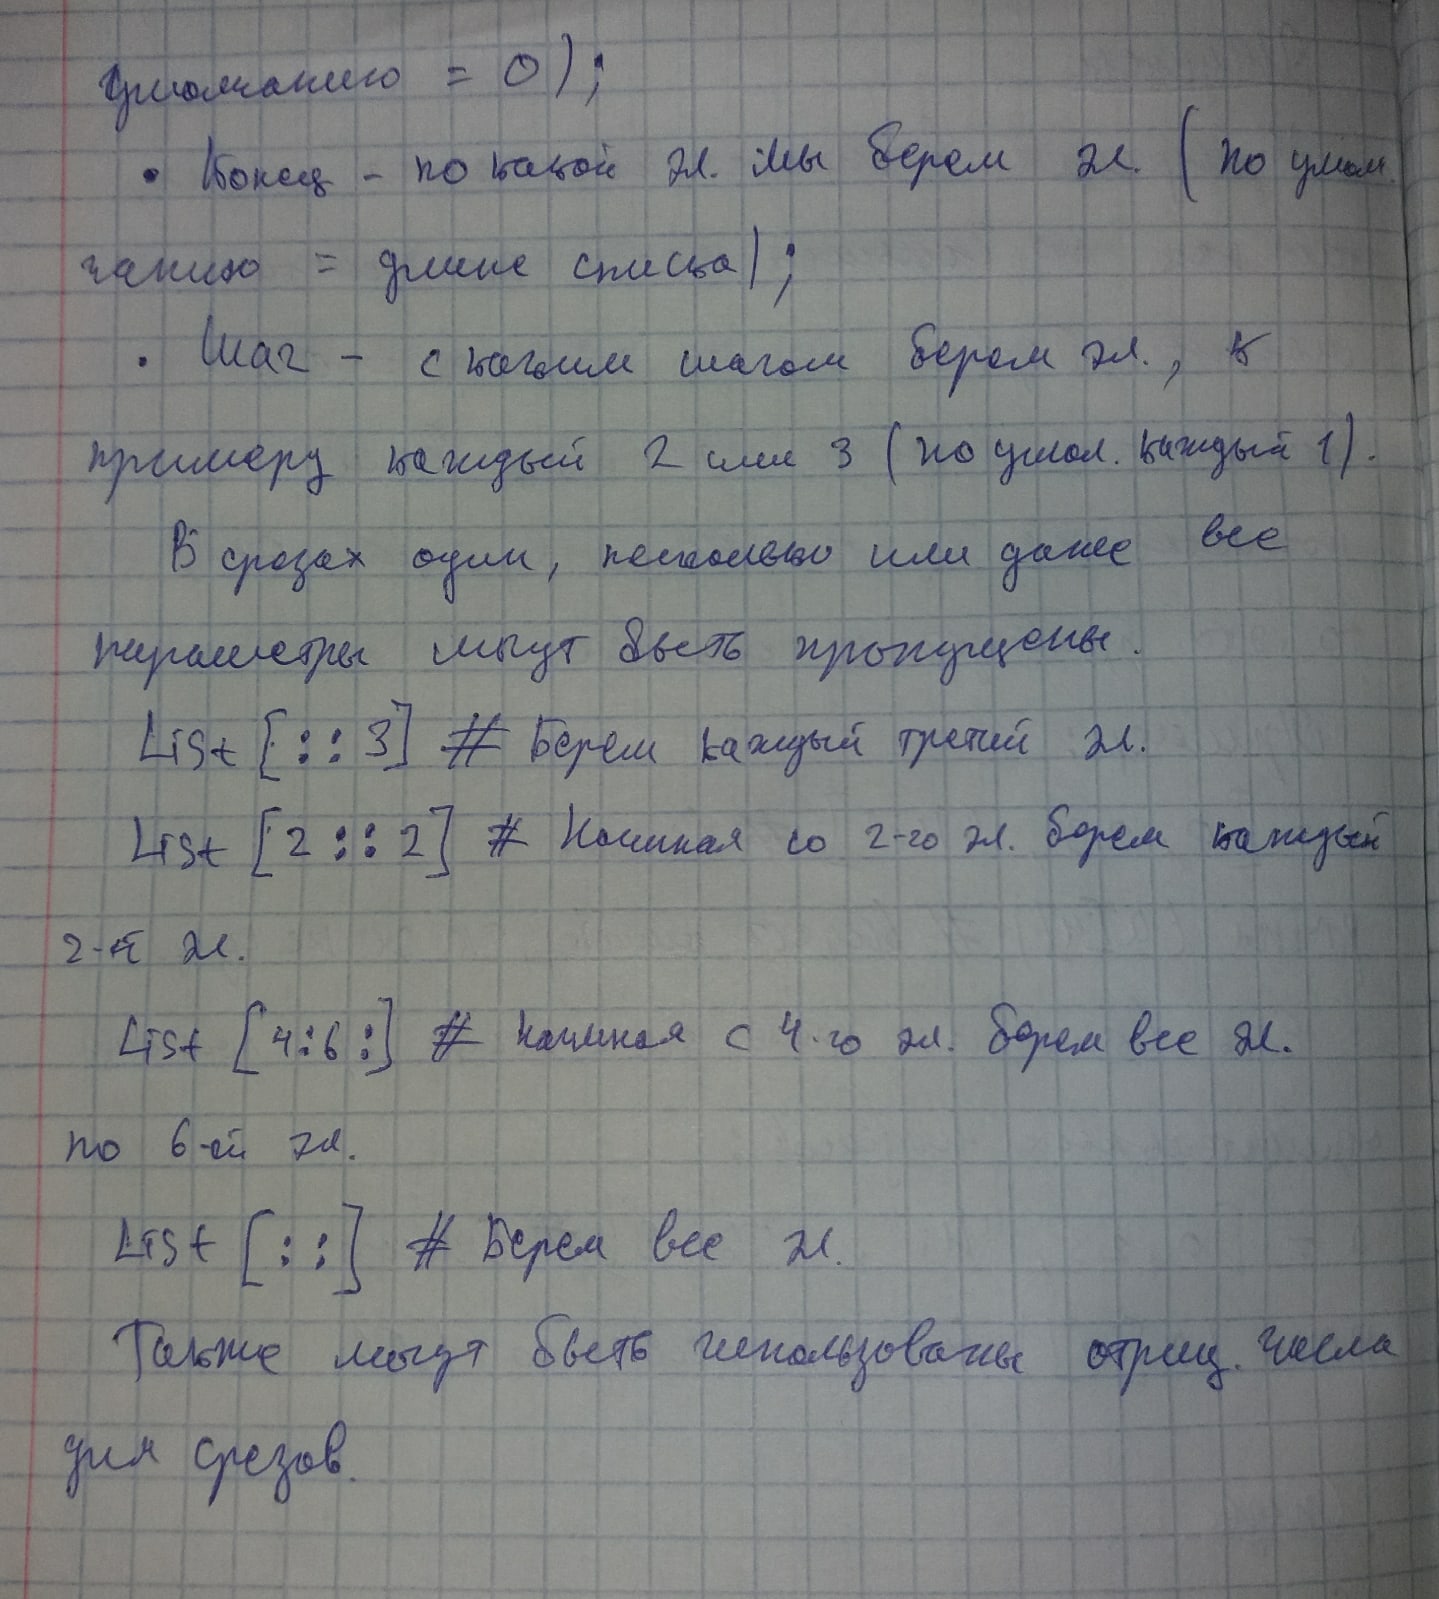 умолчанию = 0);
• Конец - по какой эл. мы берем эл. (по умол
чанию = длине списка);
• Шаг - с каким шагом берем эл., к
примеру каждый 2 или 3 (по умол. каждый 1).
В срезах один, несколько или даже все
параметры могут быть пропущены.
List [::3] # Берем каждый третий эл.
List [2::2] # Начиная со 2-го эл. берем каждый
2-й эл.
List [4:6:] # Начиная с 4-го эл. берем все эл.
по 6-ой эл.
List [::] # Берем все эл.
Также могут быть использованы отриц. числа
для срезов.